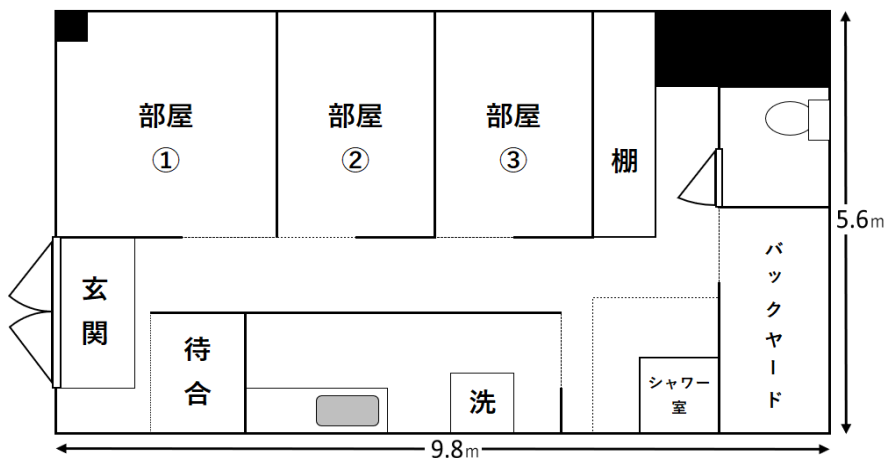 部屋
①
部屋
②
部屋
③
棚
5.6m
玄
関
待
合
洗
シャワー
室
バックヤード
9.8m